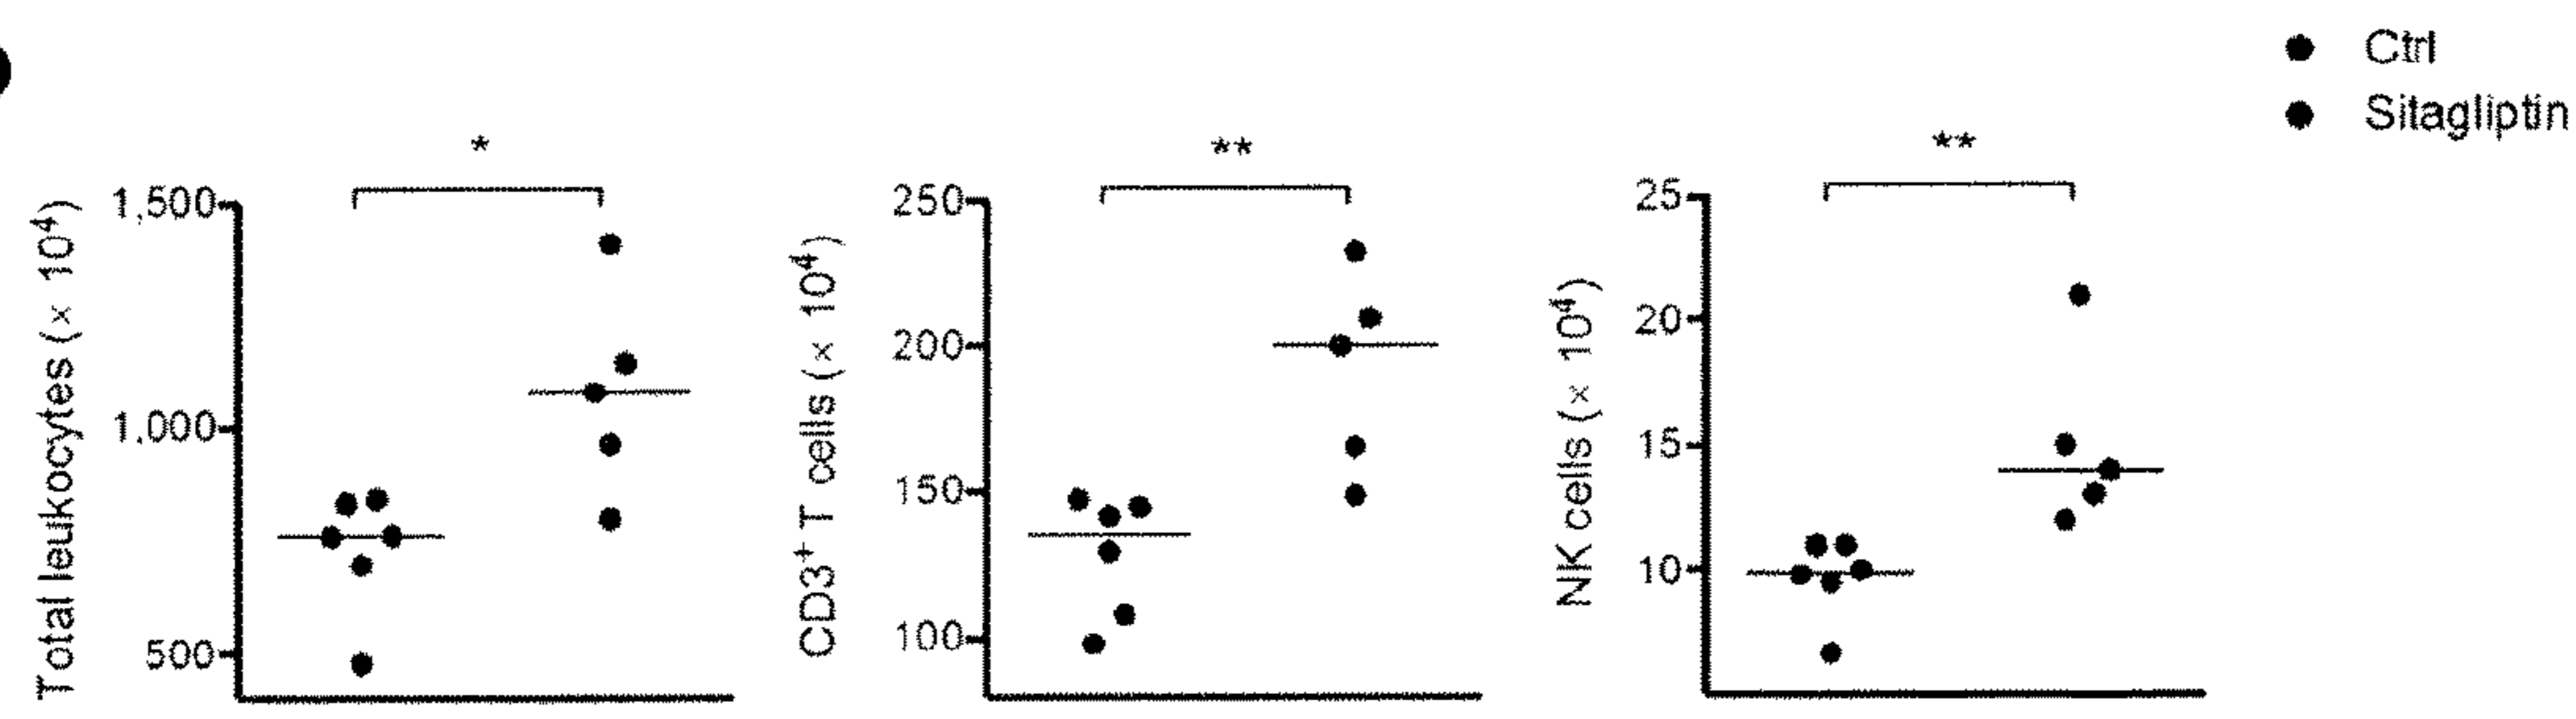 Ctrl
Sitagliptin
*
**
**
Total leukocytes (× 10⁴)
1,500
1,000
500
CD3⁺ T cells (× 10⁴)
250
200
150
100
NK cells (× 10⁴)
25
20
15
10